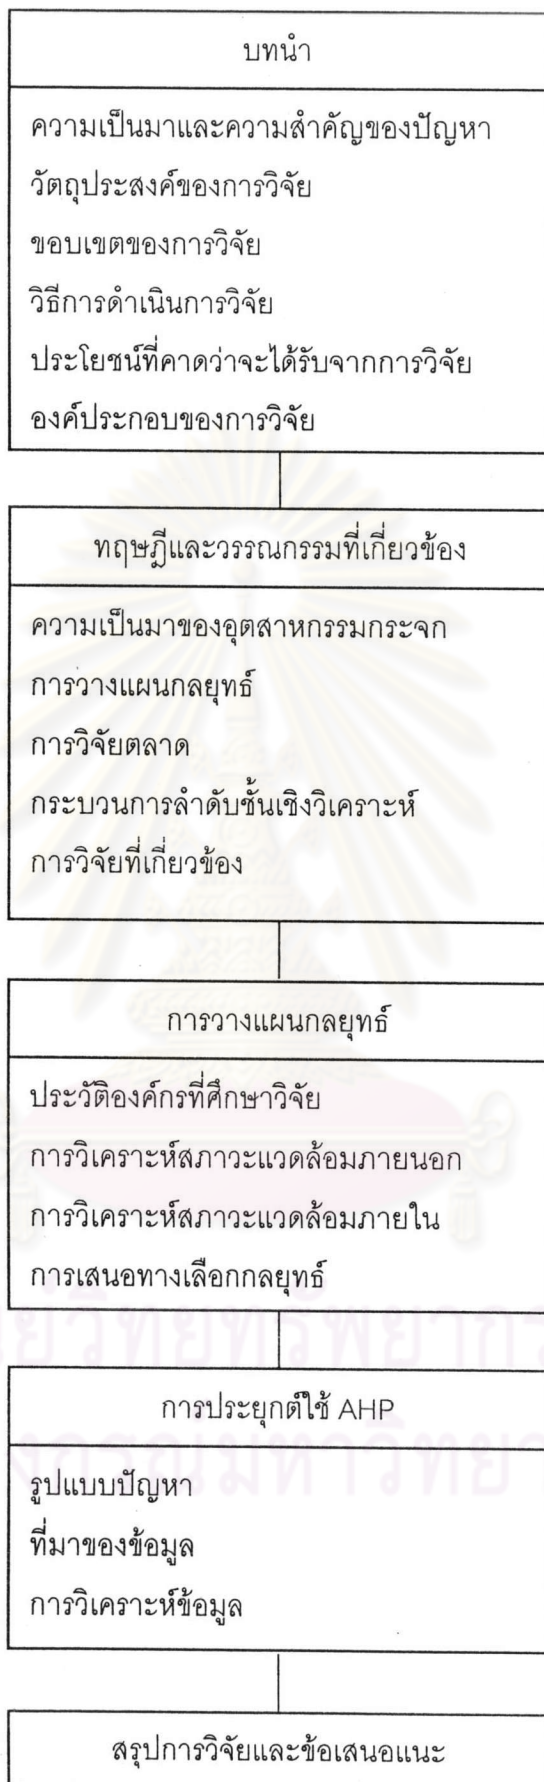 บทนำ
ความเป็นมาและความสำคัญของปัญหา
วัตถุประสงค์ของการวิจัย
ขอบเขตของการวิจัย
วิธีการดำเนินการวิจัย
ประโยชน์ที่คาดว่าจะได้รับจากการวิจัย
องค์ประกอบของการวิจัย
ทฤษฎีและวรรณกรรมที่เกี่ยวข้อง
ความเป็นมาของอุตสาหกรรมกระจก
การวางแผนกลยุทธ์
การวิจัยตลาด
กระบวนการลำดับชั้นเชิงวิเคราะห์
การวิจัยที่เกี่ยวข้อง
การวางแผนกลยุทธ์
ประวัติองค์กรที่ศึกษาวิจัย
การวิเคราะห์สภาวะแวดล้อมภายนอก
การวิเคราะห์สภาวะแวดล้อมภายใน
การเสนอทางเลือกกลยุทธ์
การประยุกต์ใช้ AHP
รูปแบบปัญหา
ที่มาของข้อมูล
การวิเคราะห์ข้อมูล
สรุปการวิจัยและข้อเสนอแนะ